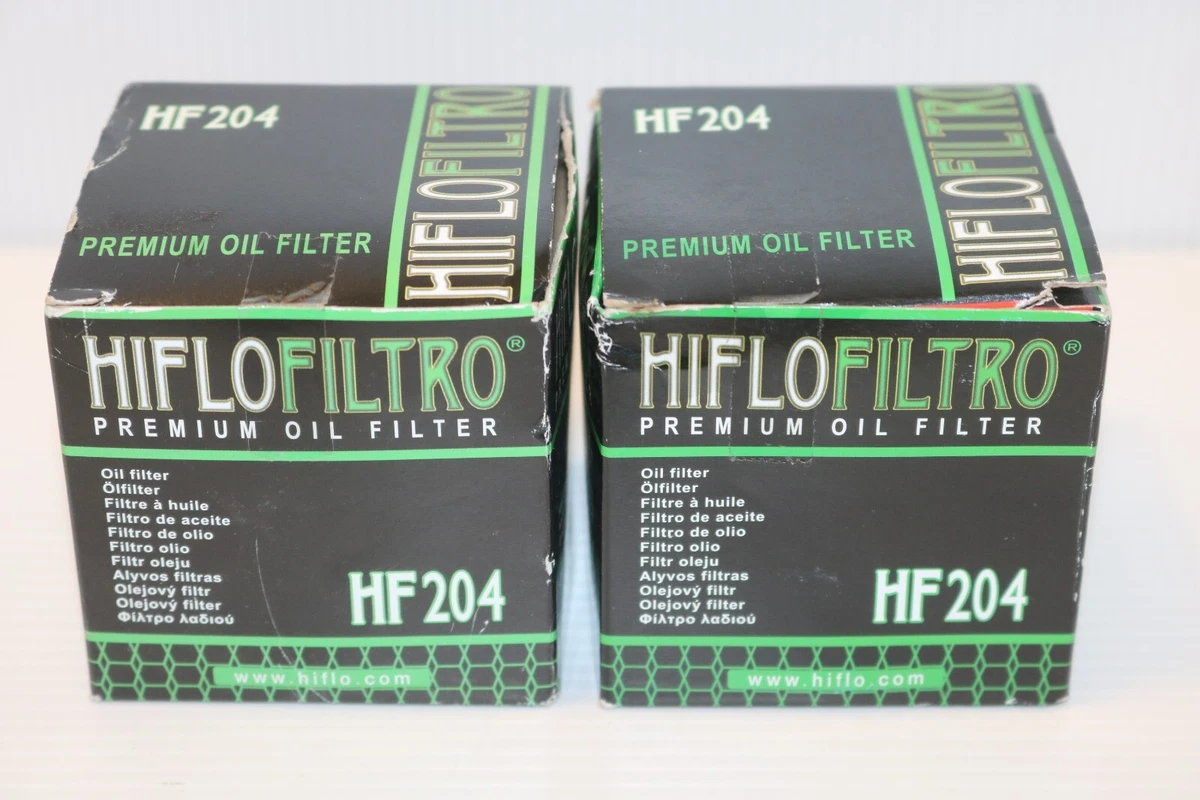 HF204
HIFLOFILTRO
PREMIUM OIL FILTER
HIFLOFILTRO®
PREMIUM OIL FILTER
Oil filter
Ölfilter
Filtre à huile
Filtro de aceite
Filtro de olio
Filtro olio
Filtr oleju
Alyvos filtras
Olejový filtr
Olejový filter
Φίλτρο λαδιού
HF204
www.hiflo.com
HF204
HIFLOFILTRO
PREMIUM OIL FILTER
HIFLOFILTRO®
PREMIUM OIL FILTER
Oil filter
Ölfilter
Filtre à huile
Filtro de aceite
Filtro de olio
Filtro olio
Filtr oleju
Alyvos filtras
Olejový filtr
Olejový filter
Φίλτρο λαδιού
HF204
www.hiflo.com